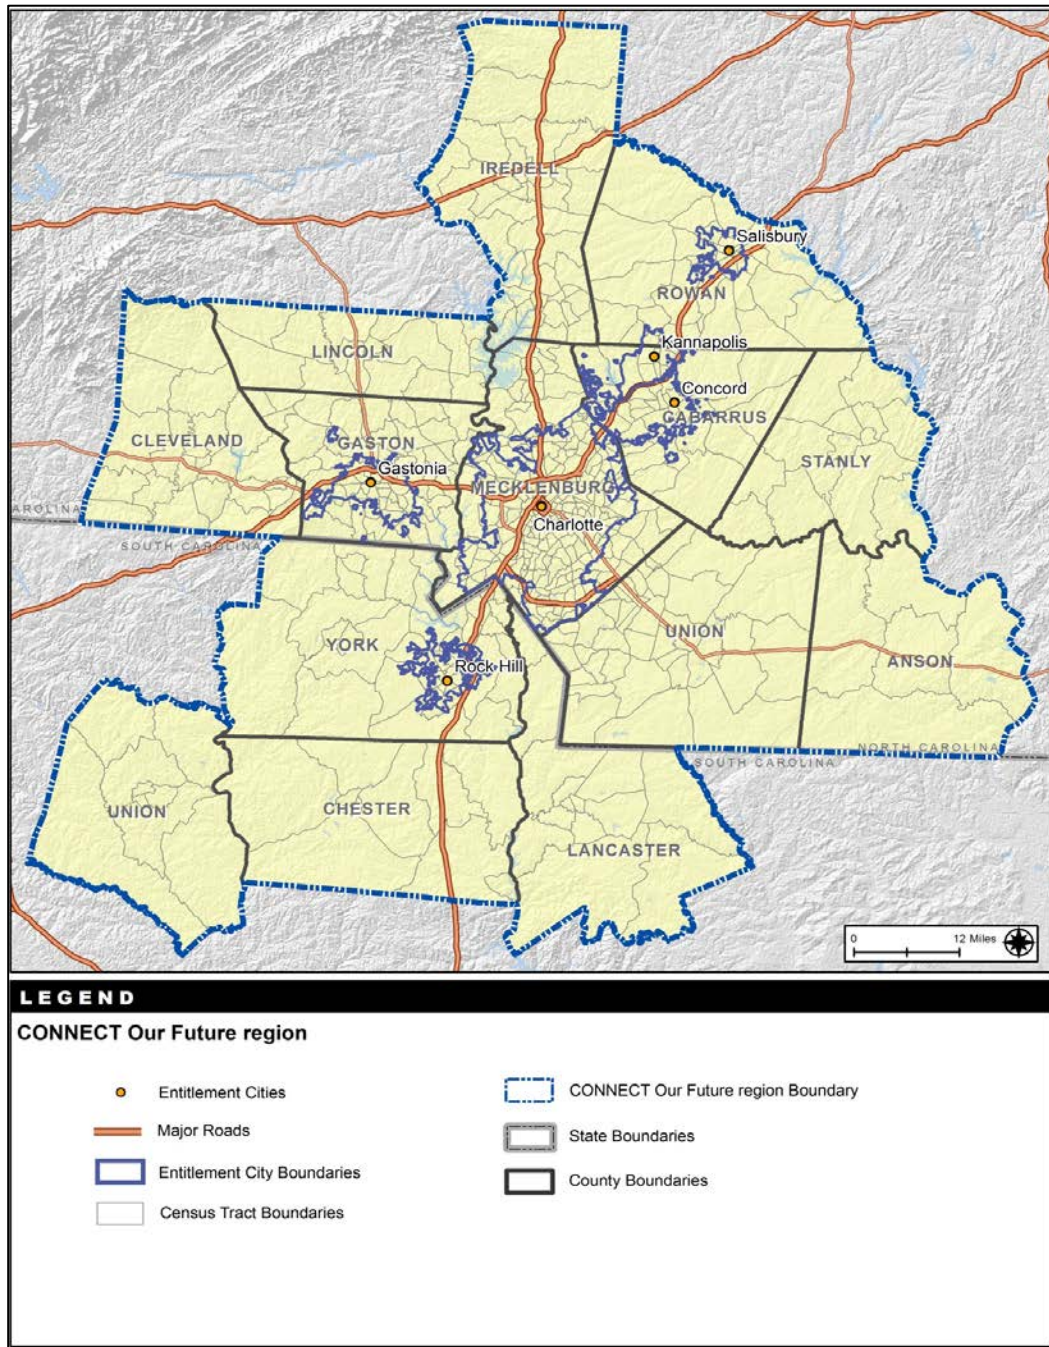 IREDELL
Salisbury
ROWAN
Kannapolis
LINCOLN
Concord
CABARRUS
CLEVELAND
GASTON
STANLY
Gastonia
MECKLENBURG
AROLINA
Charlotte
SOUTH CAROLINA
YORK
UNION
ANSON
Rock Hill
NORTH CAROLINA
SOUTH CAROLINA
UNION
CHESTER
LANCASTER
0 12 Miles
LEGEND
CONNECT Our Future region
Entitlement Cities
CONNECT Our Future region Boundary
Major Roads
State Boundaries
Entitlement City Boundaries
County Boundaries
Census Tract Boundaries